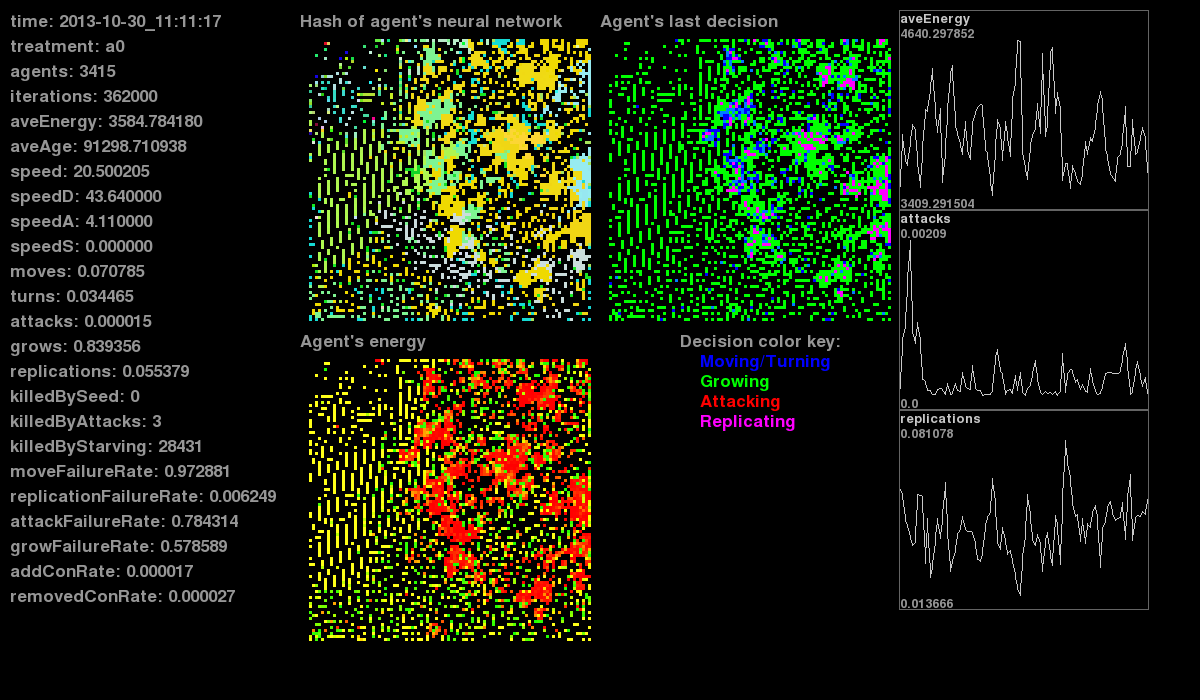 time: 2013-10-30_11:11:17
treatment: a0
agents: 3415
iterations: 362000
aveEnergy: 3584.784180
aveAge: 91298.710938
speed: 20.500205
speedD: 43.640000
speedA: 4.110000
speedS: 0.000000
moves: 0.070785
turns: 0.034465
attacks: 0.000015
grows: 0.839356
replications: 0.055379
killedBySeed: 0
killedByAttacks: 3
killedByStarving: 28431
moveFailureRate: 0.972881
replicationFailureRate: 0.006249
attackFailureRate: 0.784314
growFailureRate: 0.578589
addConRate: 0.000017
removedConRate: 0.000027
Hash of agent's neural network
Agent's last decision
Agent's energy
Decision color key:
Moving/Turning
Growing
Attacking
Replicating
aveEnergy
4640.297852
3409.291504
attacks
0.00209
0.0
replications
0.081078
0.013666